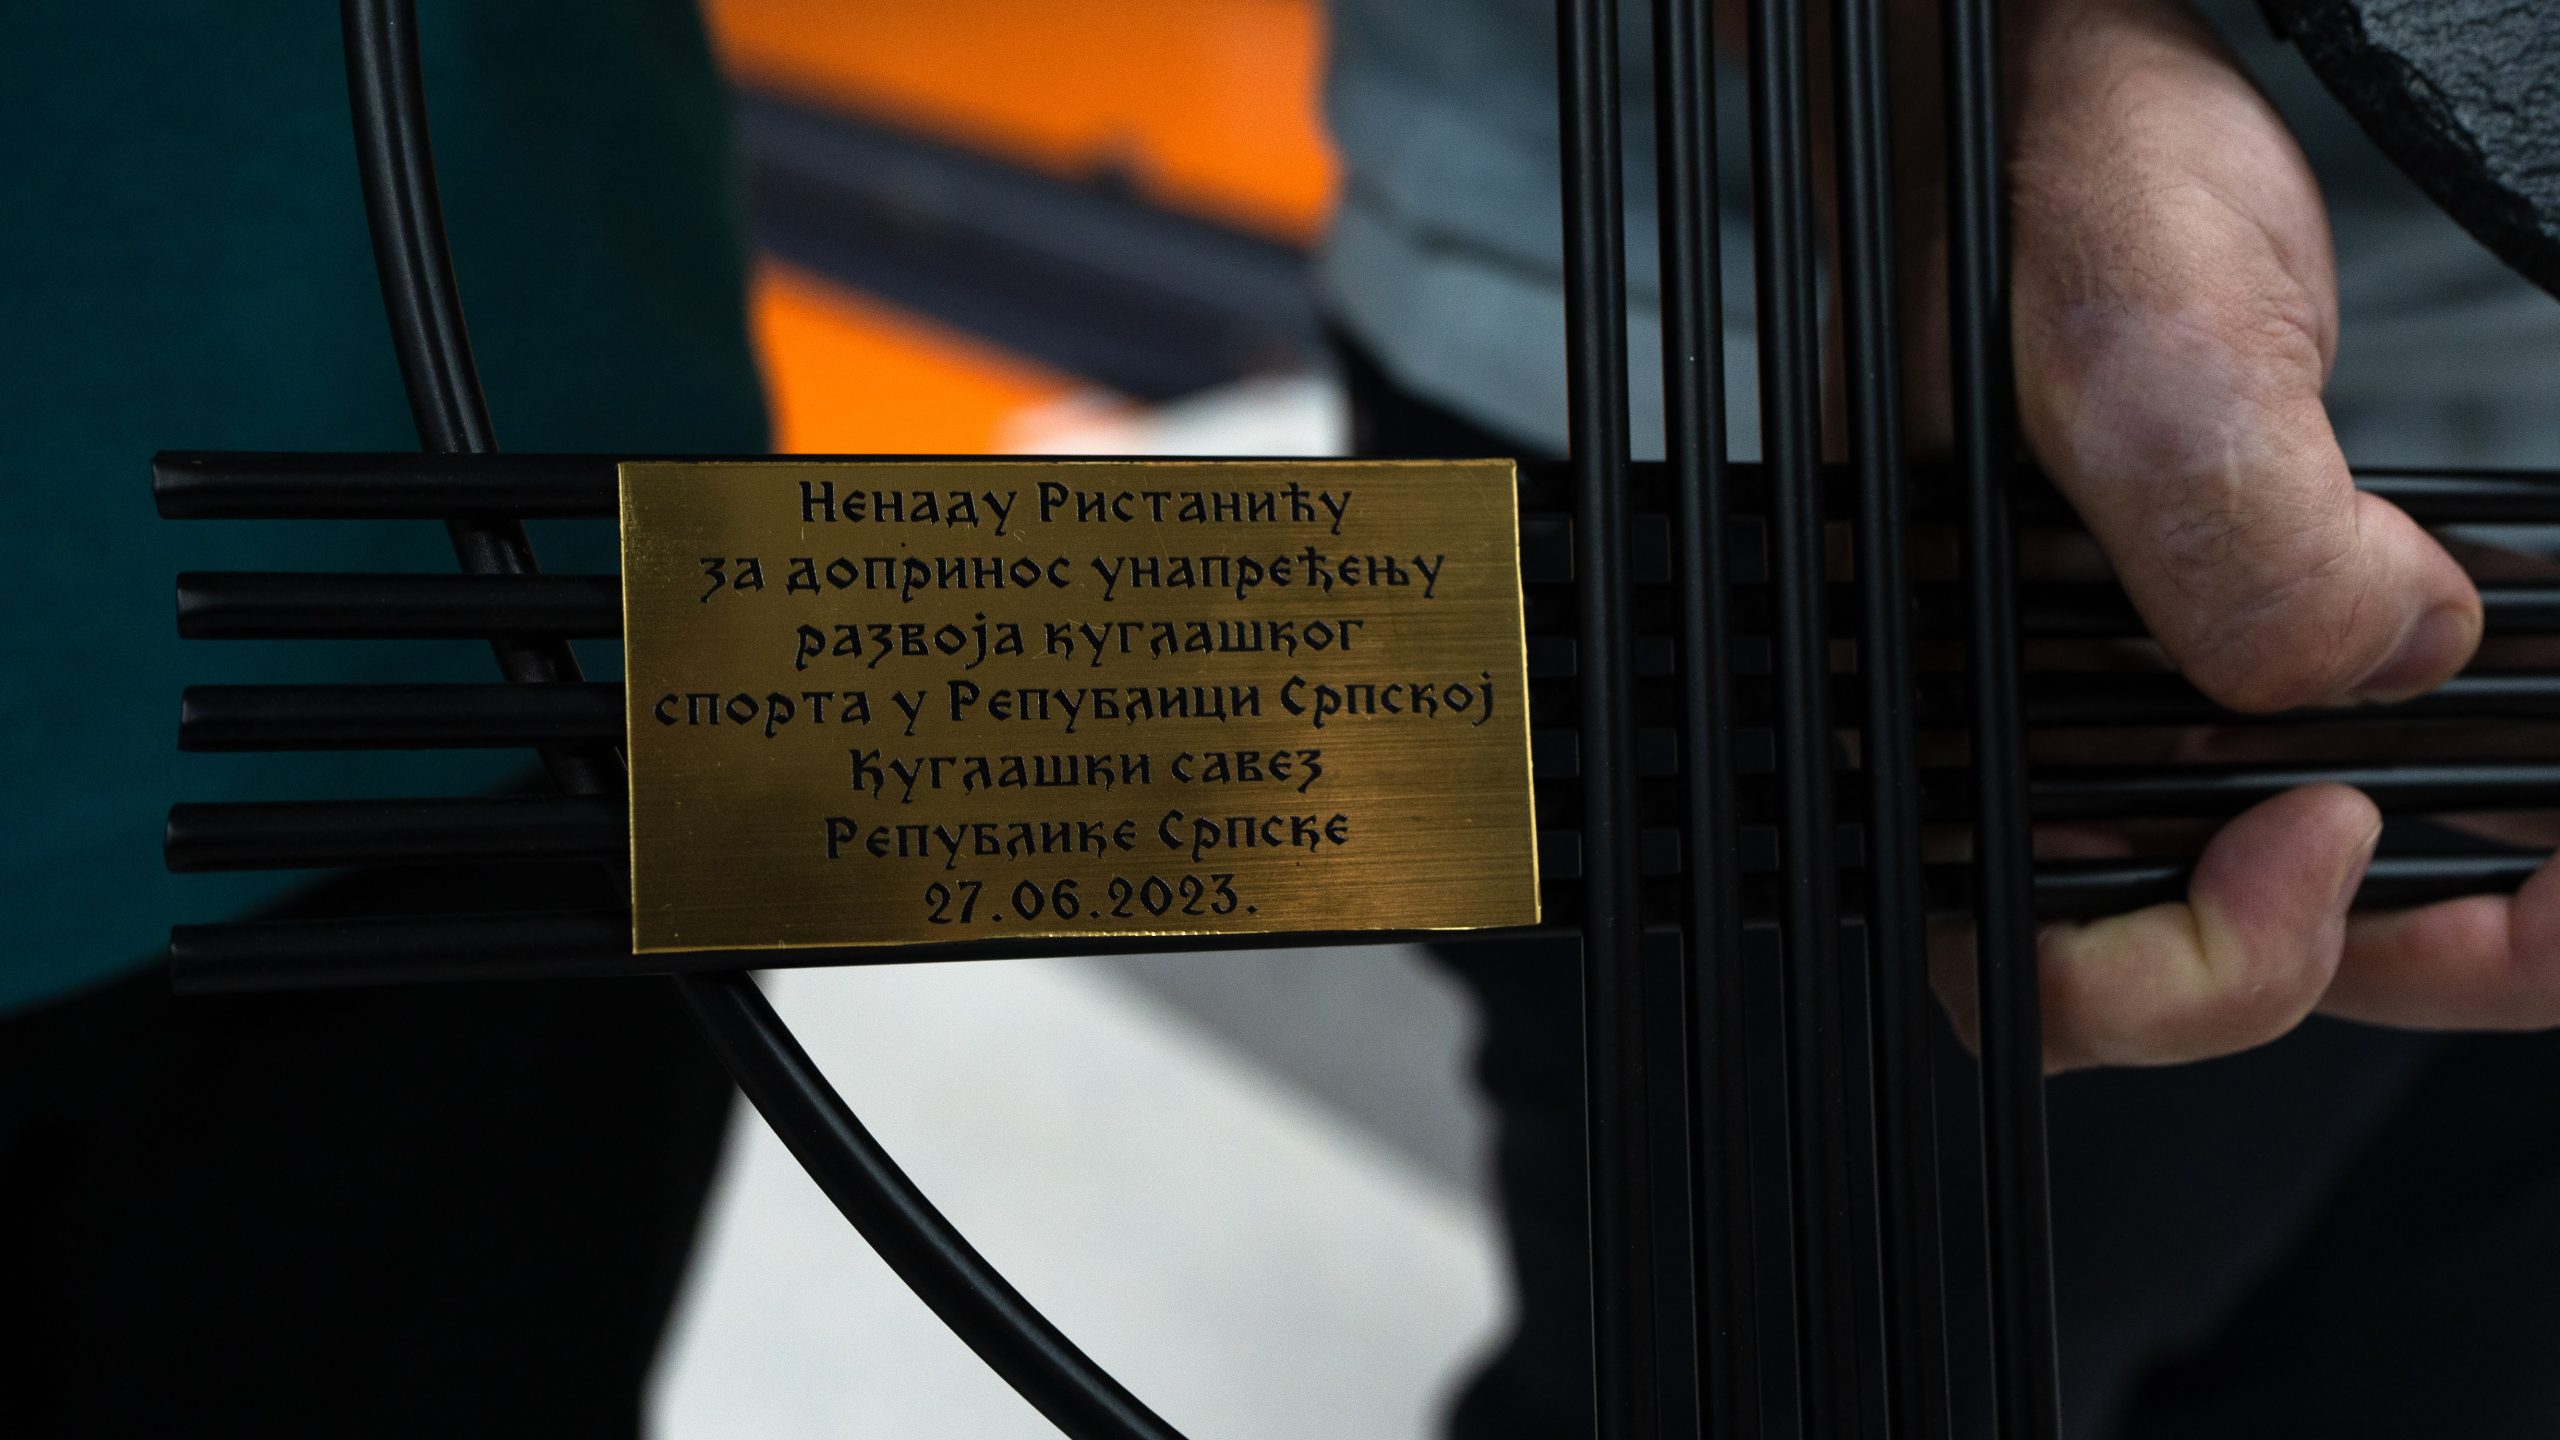 Ненаду Ристанићу
за допринос унапређењу
развоја куглашког
спорта у Републици Српској
Куглашки савез
Републике Српске
27.06.2023.